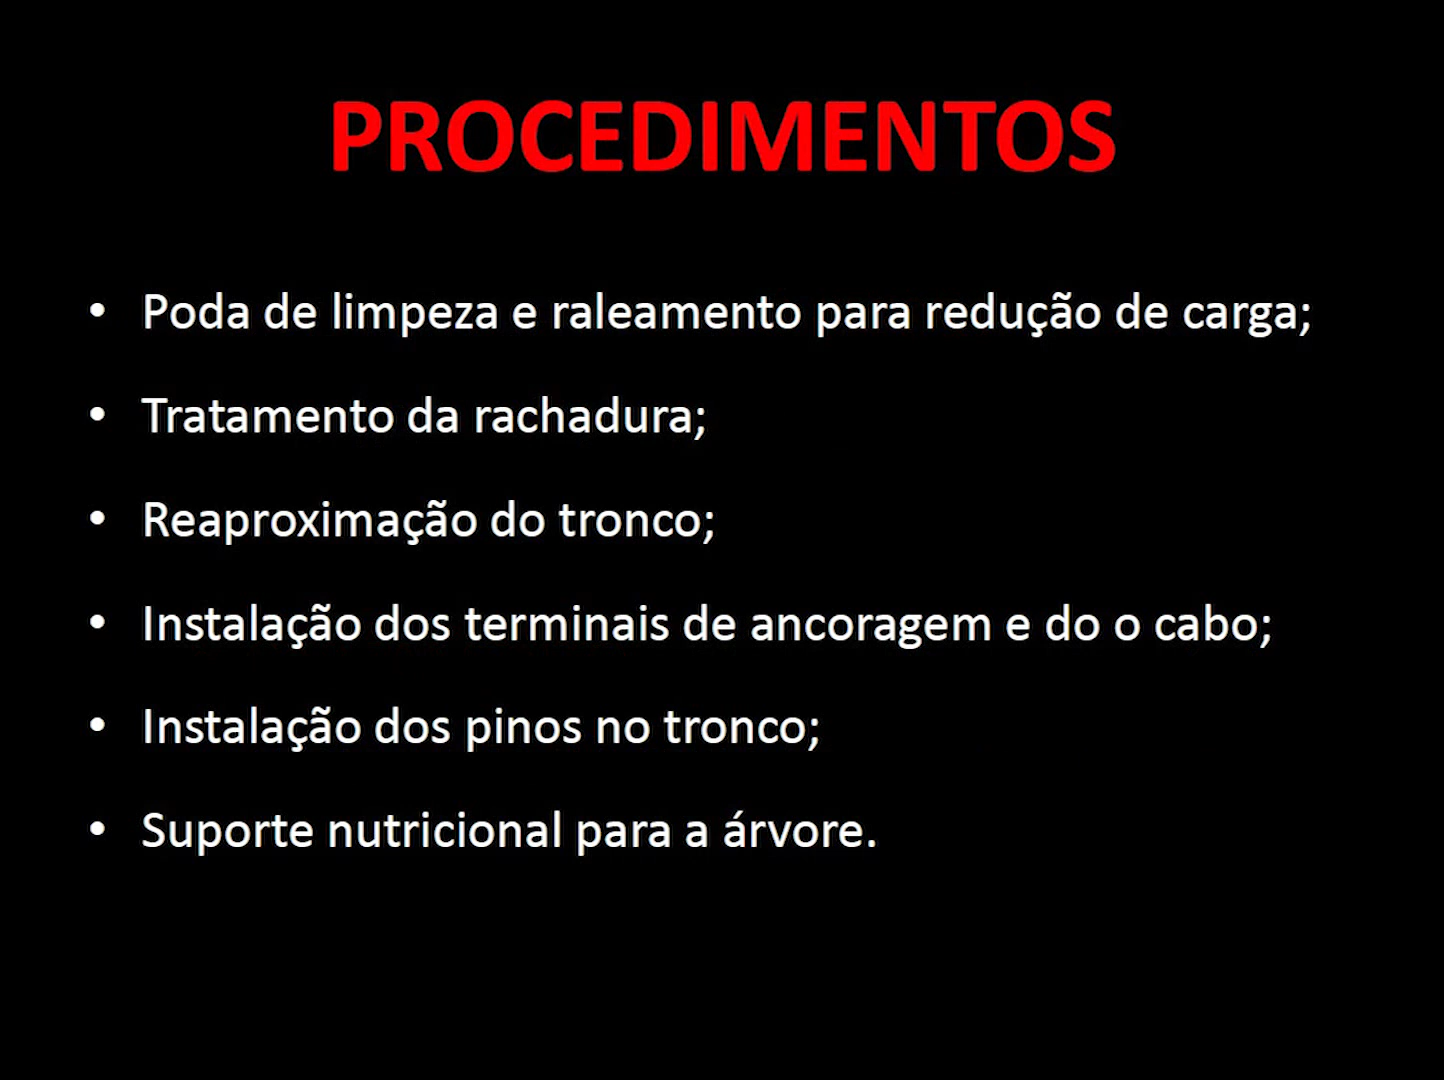 PROCEDIMENTOS
• Poda de limpeza e raleamento para redução de carga;
• Tratamento da rachadura;
• Reaproximação do tronco;
• Instalação dos terminais de ancoragem e do o cabo;
• Instalação dos pinos no tronco;
• Suporte nutricional para a árvore.